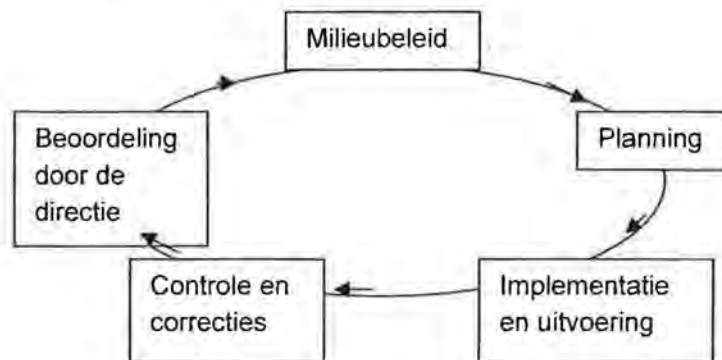 Milieubeleid
Planning
Implementatie
en uitvoering
Controle en
correcties
Beoordeling
door de
directie